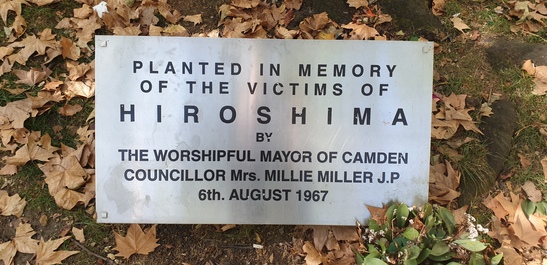 PLANTED IN MEMORY
OF THE VICTIMS OF
HIROSHIMA
BY
THE WORSHIPFUL MAYOR OF CAMDEN
COUNCILLOR Mrs. MILLIE MILLER J.P
6th. AUGUST 1967